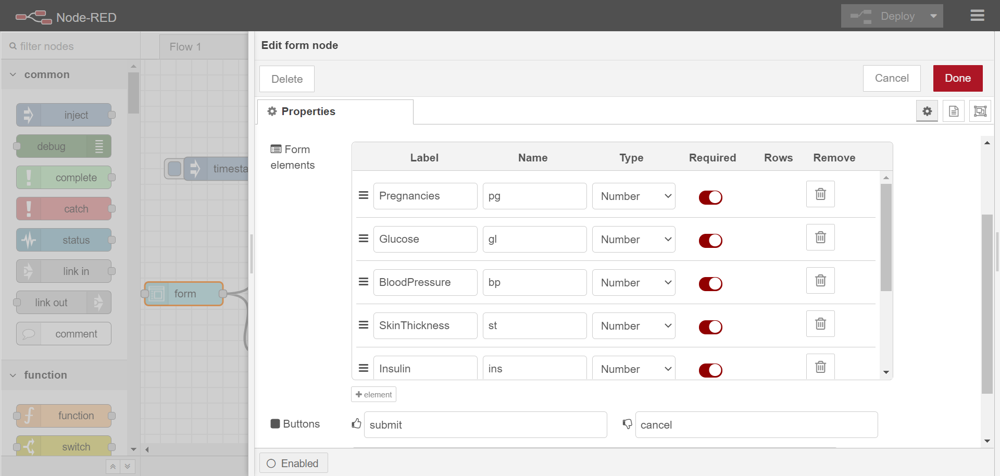 Node-RED
Deploy
filter nodes
Flow 1
Edit form node
Delete
Cancel
Done
Properties
common
inject
debug
complete
catch
status
link in
link out
comment
function
function
switch
timesta
form
Form
elements
Label Name Type Required Rows Remove
Pregnancies pg Number
Glucose gl Number
BloodPressure bp Number
SkinThickness st Number
Insulin ins Number
element
Buttons submit cancel
Enabled